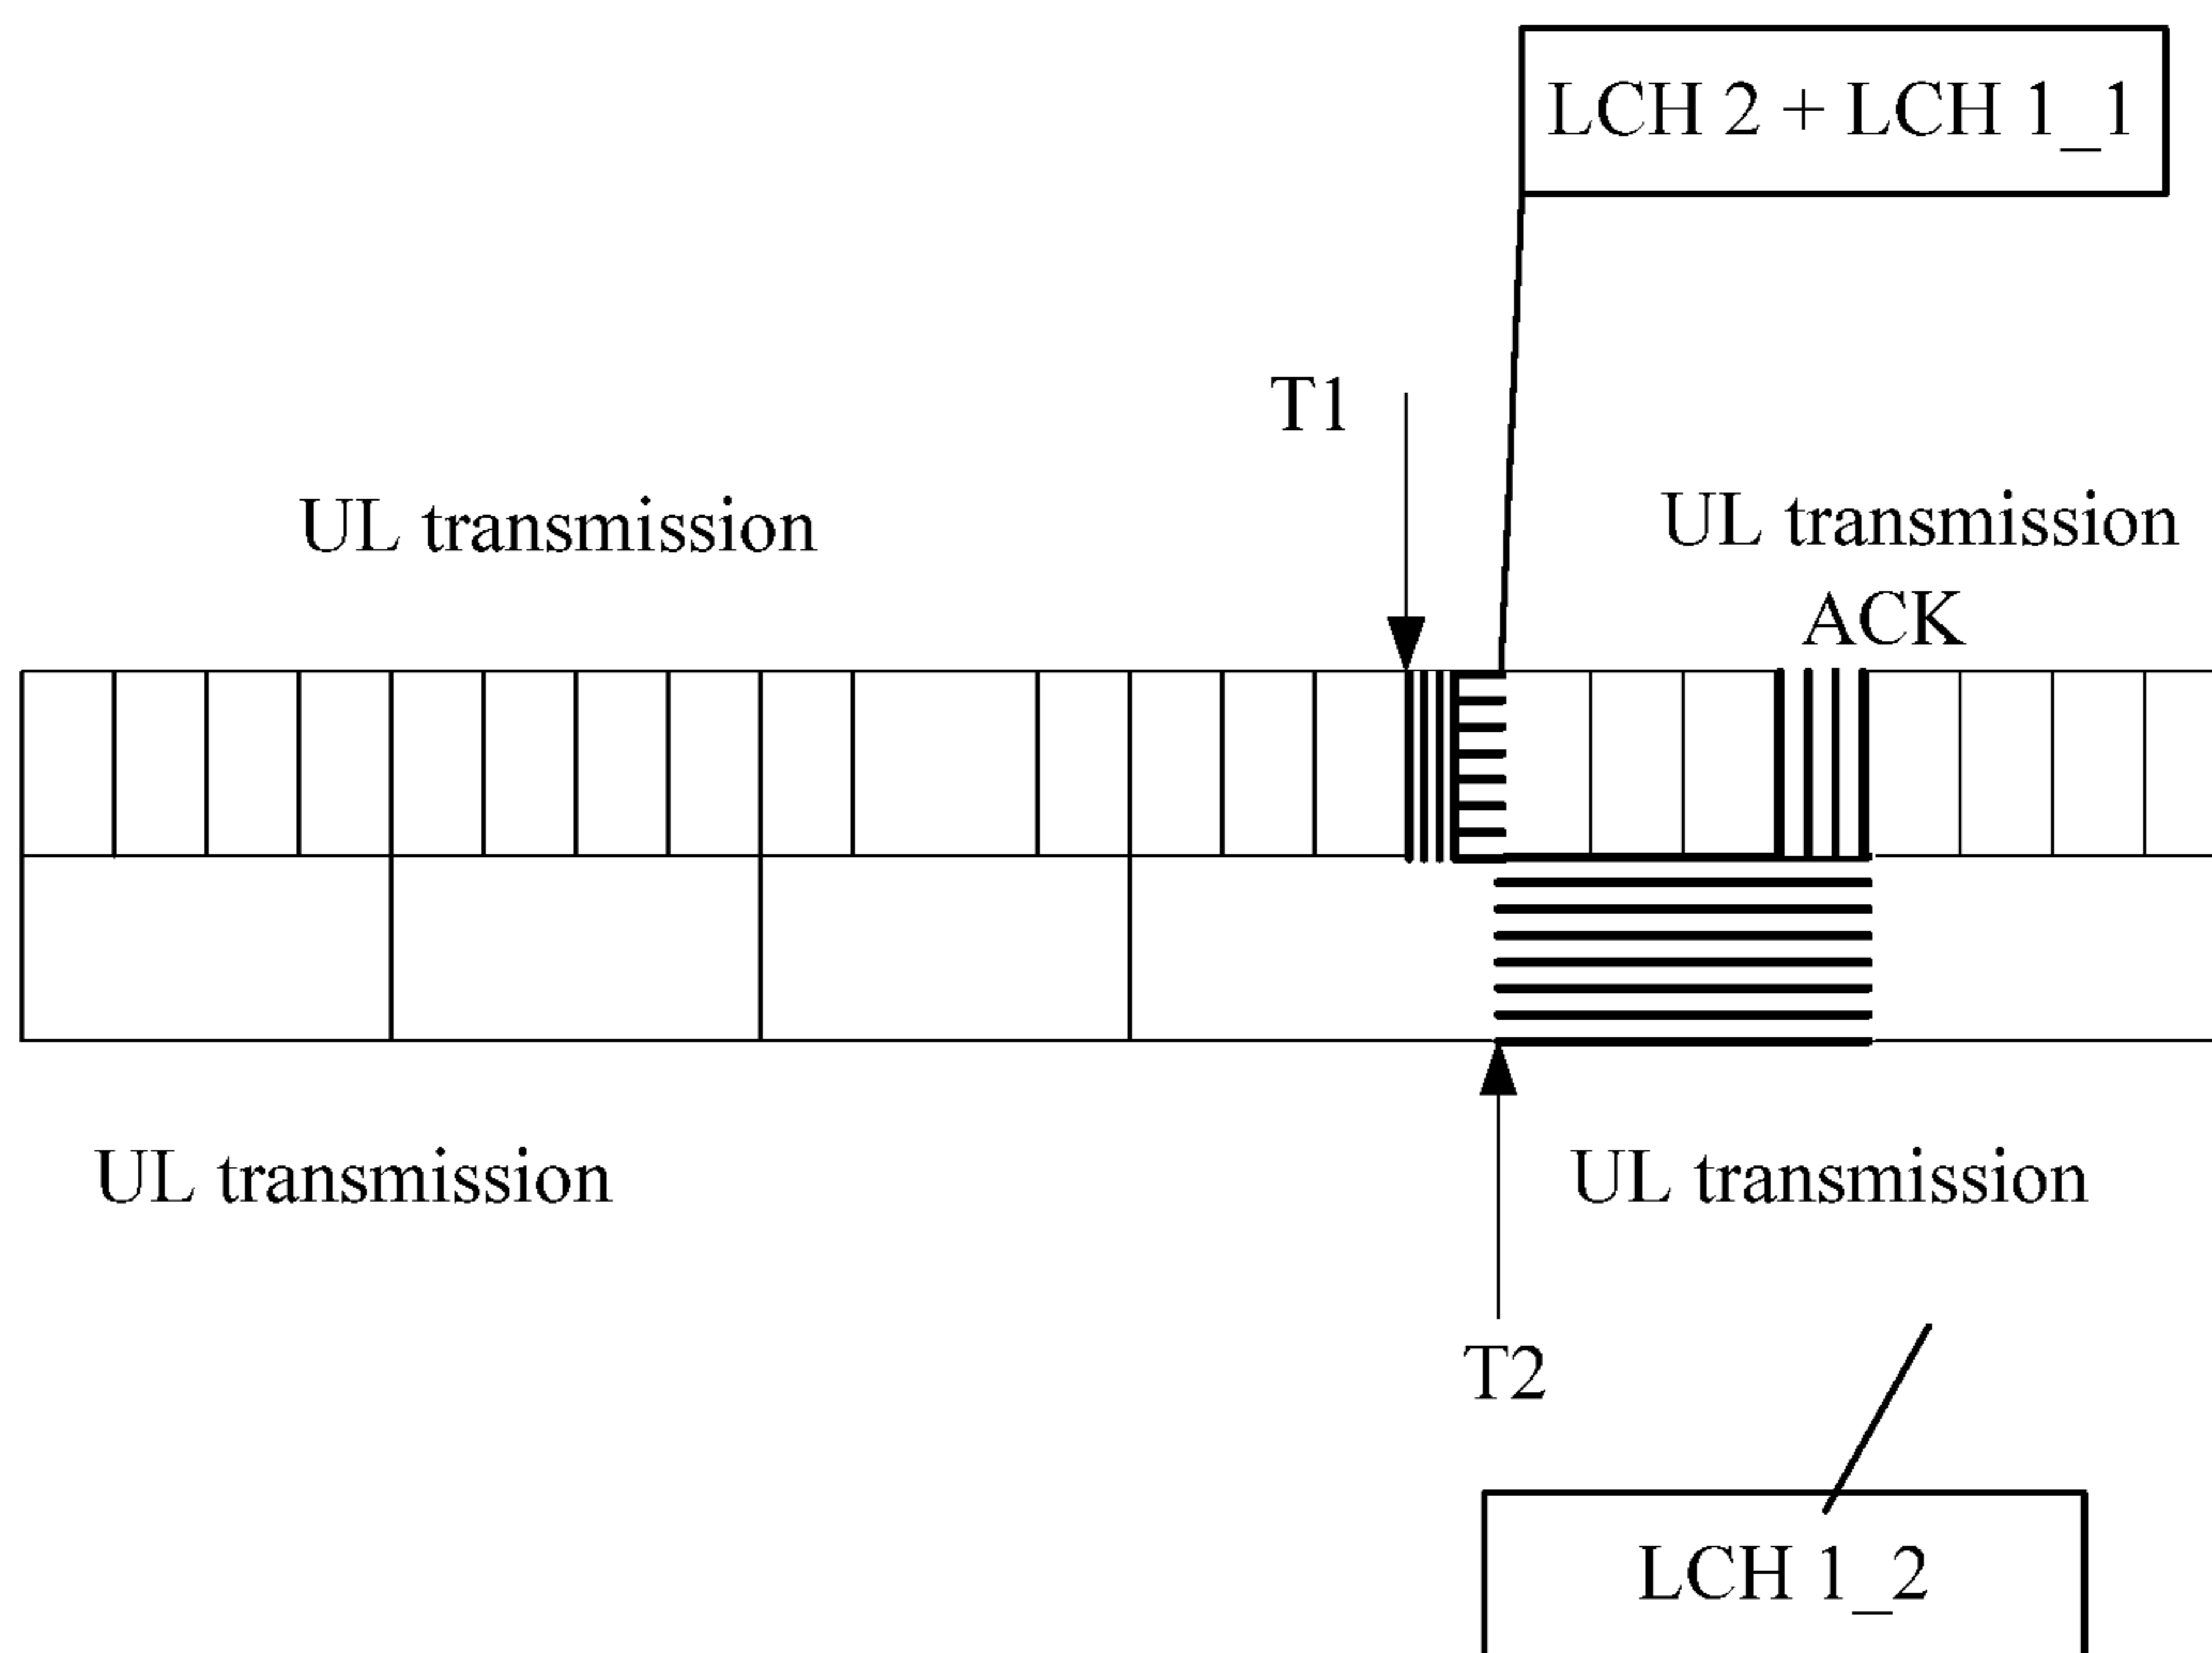 LCH 2 + LCH 1_1
T1
UL transmission
UL transmission
ACK
UL transmission
UL transmission
T2
LCH 1_2